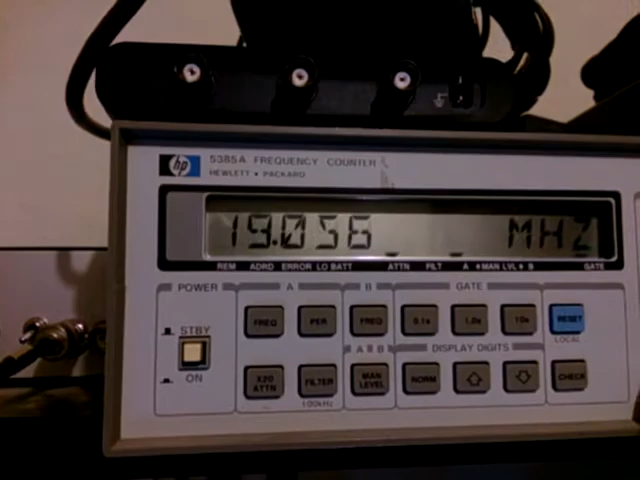 hp 5385A FREQUENCY COUNTER
HEWLETT • PACKARD
19.056 MHZ
REM ADRD ERROR LO BATT ATTN FILT A ♦MAN LVL♦ B GATE
POWER A B GATE
STBY FREQ PER FREQ 0.1s 1.0s 10s RESET
LOCAL
A B DISPLAY DIGITS
ON X20 ATTN FILTER MAN LEVEL NORM CHECK
100kHz